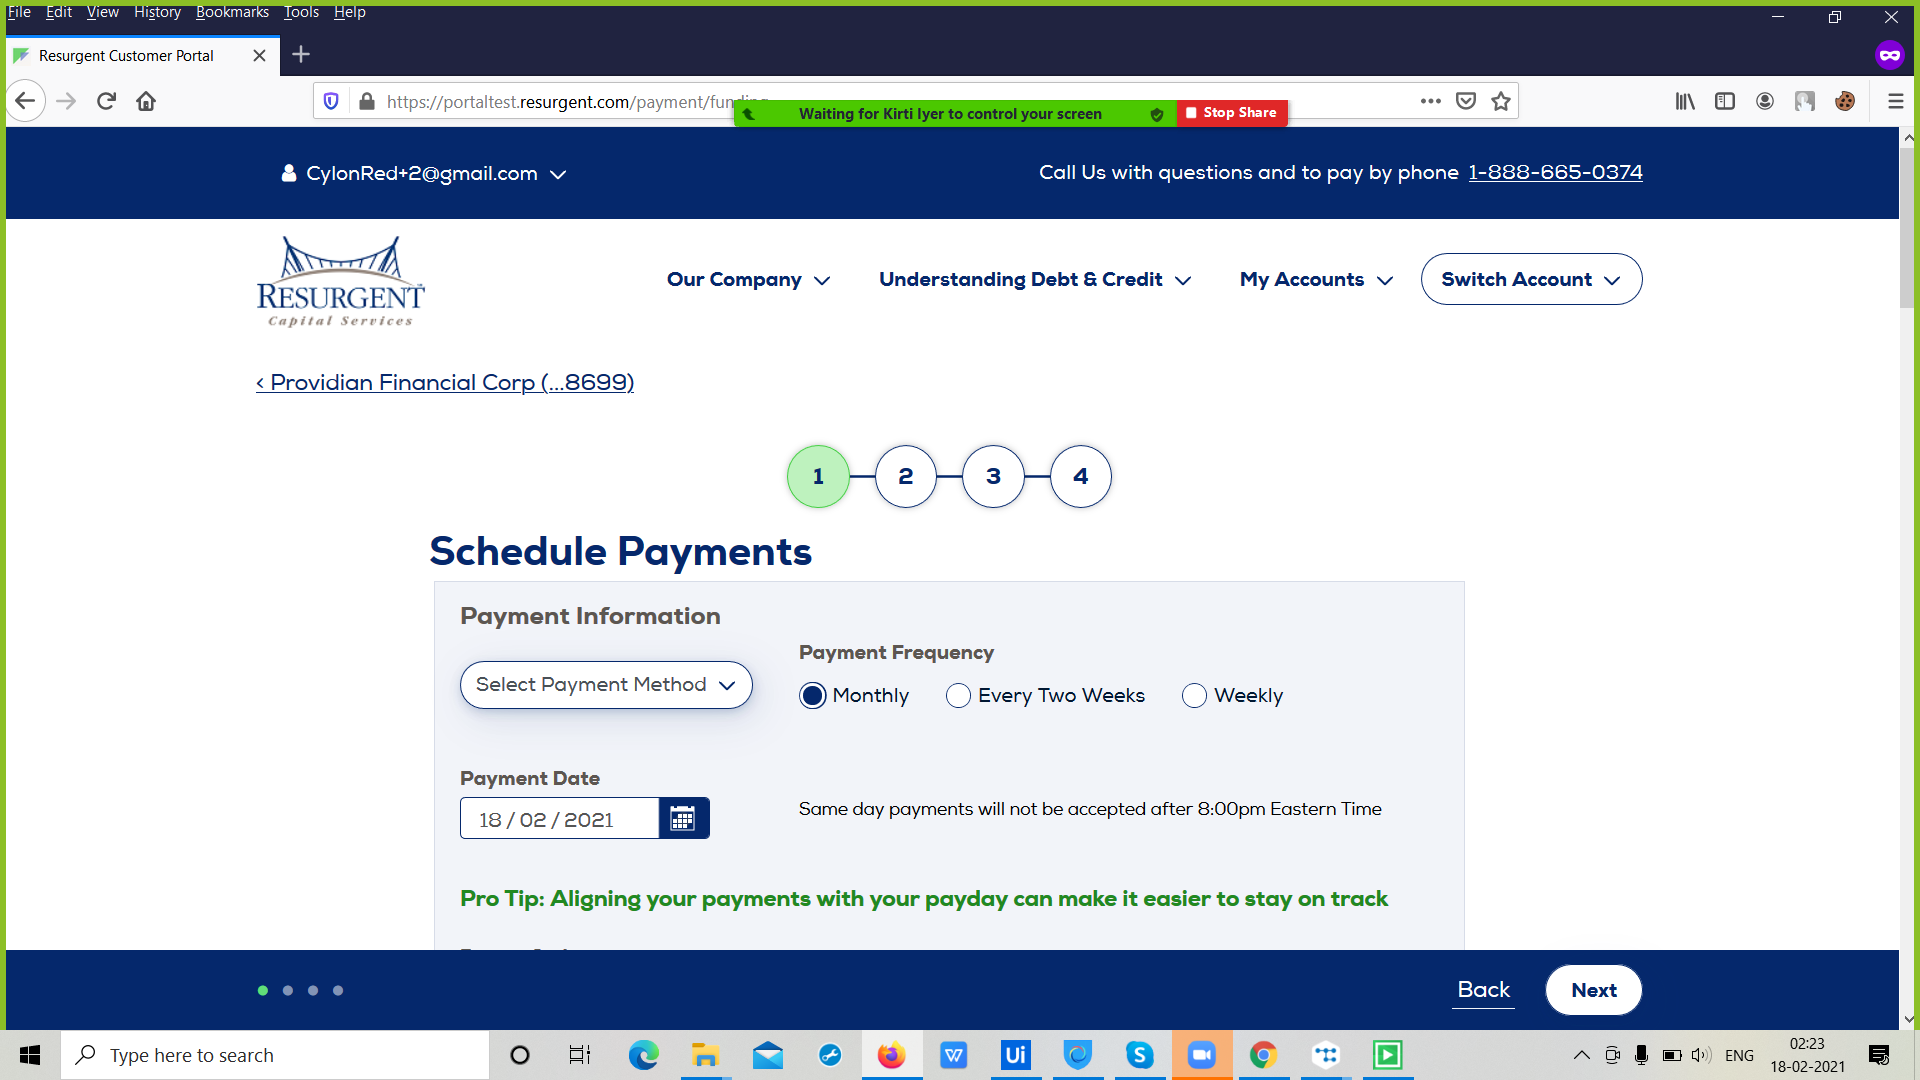 File Edit View History Bookmarks Tools Help
Resurgent Customer Portal
https://portaltest.resurgent.com/payment/funding
Waiting for Kirti Iyer to control your screen
Stop Share
CylonRed+2@gmail.com
Call Us with questions and to pay by phone 1-888-665-0374
RESURGENT
Capital Services
Our Company
Understanding Debt & Credit
My Accounts
Switch Account
< Providian Financial Corp (...8699)
1 2 3 4
Schedule Payments
Payment Information
Payment Frequency
Select Payment Method
Monthly
Every Two Weeks
Weekly
Payment Date
18 / 02 / 2021
Same day payments will not be accepted after 8:00pm Eastern Time
Pro Tip: Aligning your payments with your payday can make it easier to stay on track
Back
Next
Type here to search
W
Ui
S
ENG
02:23
18-02-2021